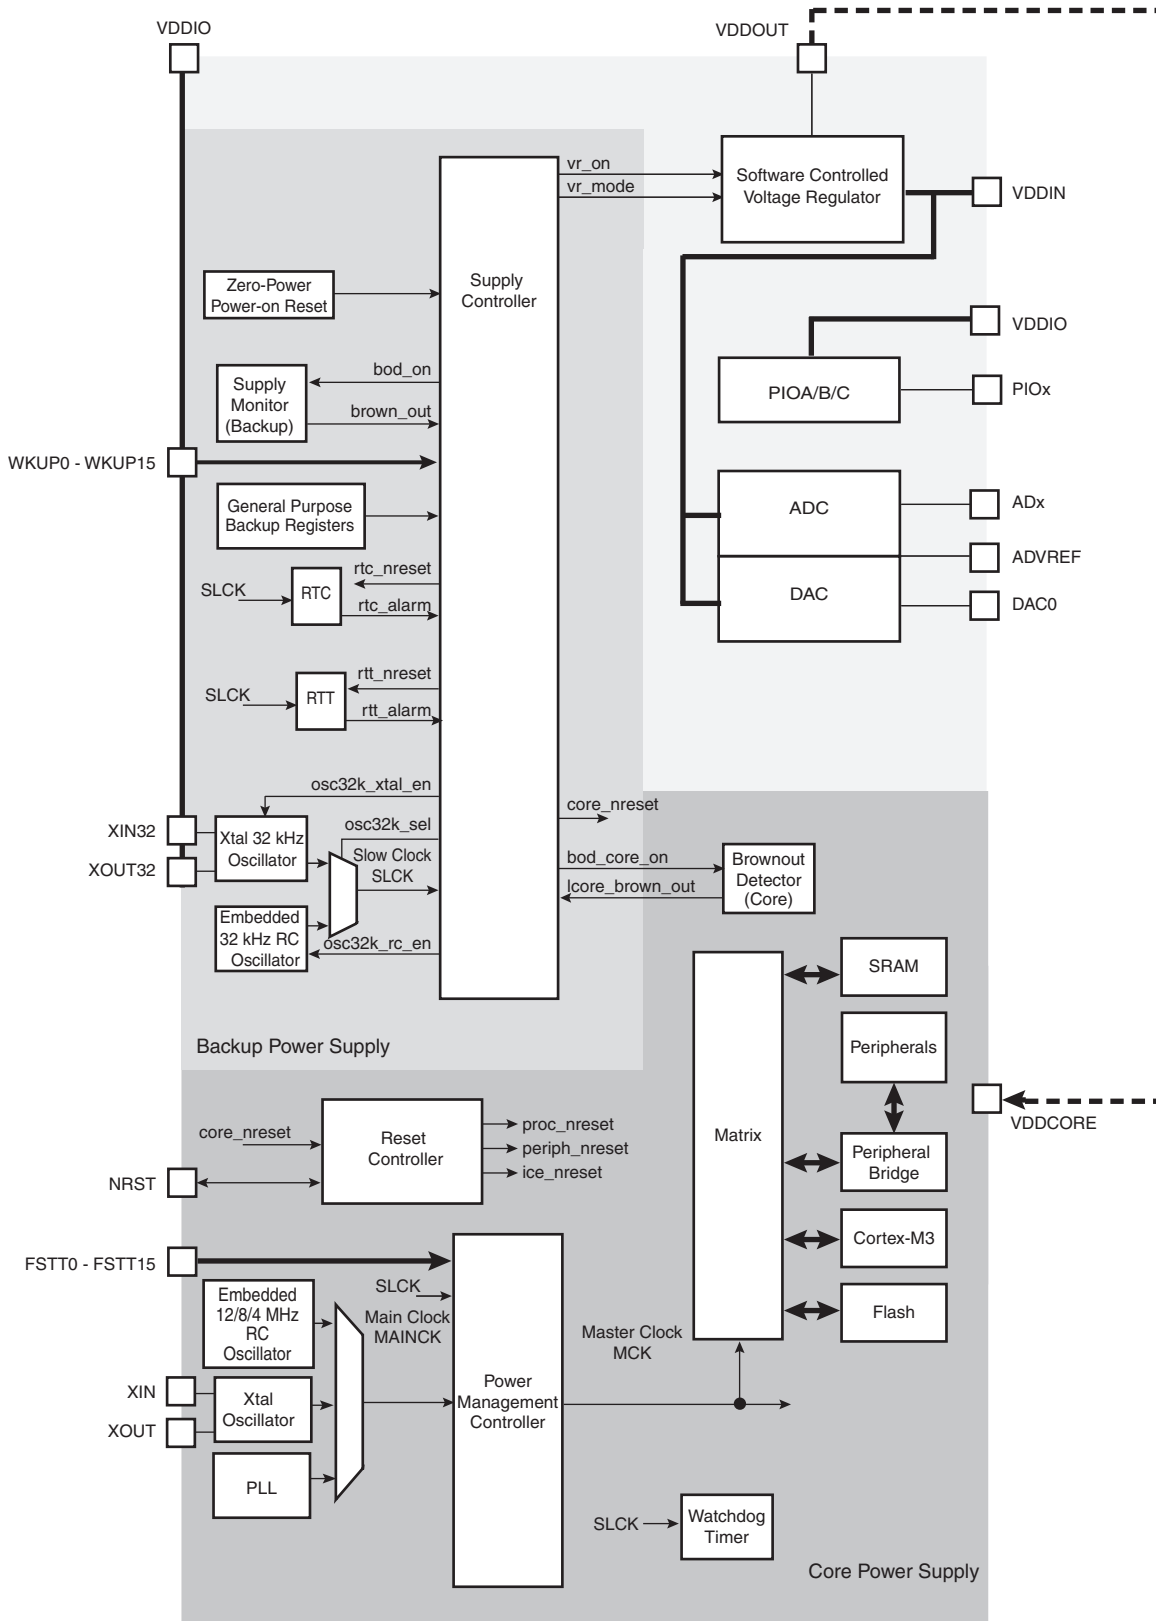 VDDIO
VDDOUT
vr_on
vr_mode
Software Controlled
Voltage Regulator
VDDIN
Zero-Power
Power-on Reset
Supply
Controller
VDDIO
bod_on
Supply
Monitor
(Backup)
brown_out
PIOA/B/C
PIOx
WKUP0 - WKUP15
General Purpose
Backup Registers
ADC
ADx
ADVREF
DAC
DAC0
rtc_nreset
SLCK
RTC
rtc_alarm
rtt_nreset
SLCK
RTT
rtt_alarm
osc32k_xtal_en
core_nreset
XIN32
XOUT32
Xtal 32 kHz
Oscillator
osc32k_sel
Slow Clock
SLCK
bod_core_on
lcore_brown_out
Brownout
Detector
(Core)
Embedded
32 kHz RC
Oscillator
osc32k_rc_en
SRAM
Backup Power Supply
Peripherals
VDDCORE
core_nreset
Reset
Controller
proc_nreset
periph_nreset
ice_nreset
Matrix
Peripheral
Bridge
NRST
Cortex-M3
FSTT0 - FSTT15
SLCK
Embedded
12/8/4 MHz
RC
Oscillator
Main Clock
MAINCK
Flash
Master Clock
MCK
XIN
XOUT
Xtal
Oscillator
Power
Management
Controller
PLL
SLCK
Watchdog
Timer
Core Power Supply